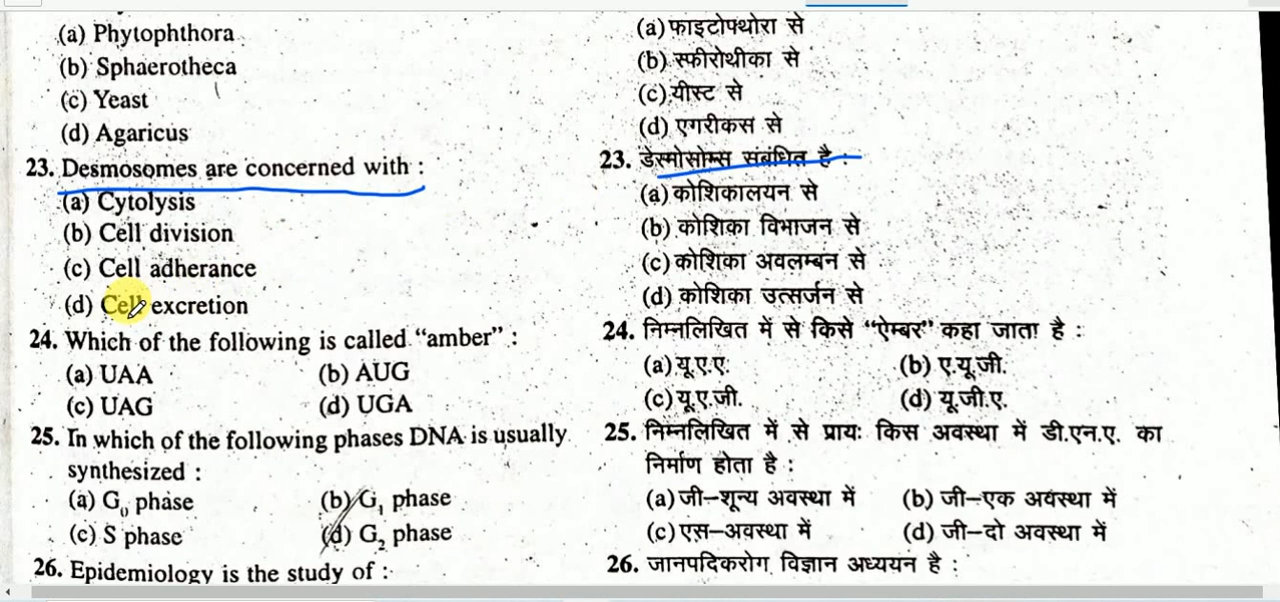 (a) Phytophthora
(b) Sphaerotheca
(c) Yeast
(d) Agaricus
23. Desmosomes are concerned with :
(a) Cytolysis
(b) Cell division
(c) Cell adherance
(d) Cell excretion
24. Which of the following is called "amber" :
(a) UAA (b) AUG
(c) UAG (d) UGA
25. In which of the following phases DNA is usually
synthesized :
(a) G₀ phase (b) G₁ phase
(c) S phase (d) G₂ phase
26. Epidemiology is the study of :
(a) फाइटोफ्थोरा से
(b) स्फीरोथीका से
(c) यीस्ट से
(d) एगरीकस से
23. डेस्मोसोम्स संबंधित है :
(a) कोशिकालयन से
(b) कोशिका विभाजन से
(c) कोशिका अवलम्बन से
(d) कोशिका उत्सर्जन से
24. निम्नलिखित में से किसे "ऐम्बर" कहा जाता है :
(a) यू.ए.ए. (b) ए.यू.जी.
(c) यू.ए.जी. (d) यू.जी.ए.
25. निम्नलिखित में से प्रायः किस अवस्था में डी.एन.ए. का
निर्माण होता है :
(a) जी–शून्य अवस्था में (b) जी–एक अवस्था में
(c) एस–अवस्था में (d) जी–दो अवस्था में
26. जानपदिकरोग विज्ञान अध्ययन है :